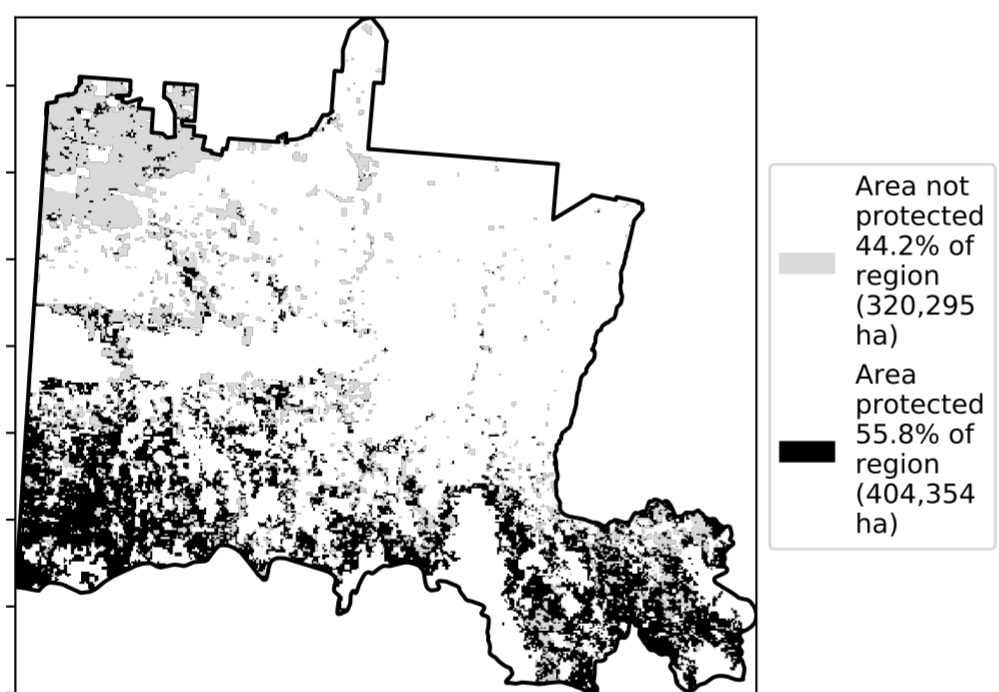 Area not
protected
44.2% of
region
(320,295
ha)
Area
protected
55.8% of
region
(404,354
ha)